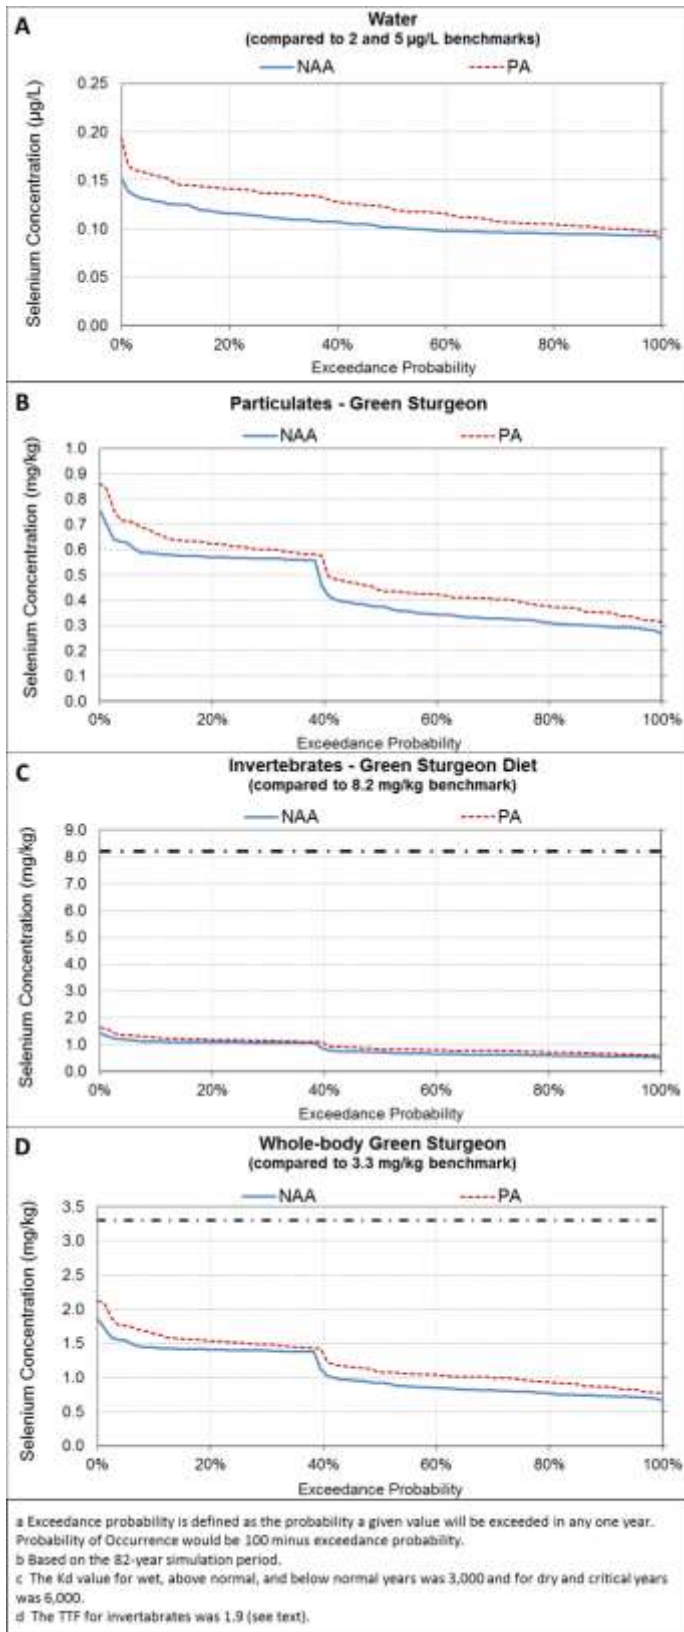 A
Water
(compared to 2 and 5 µg/L benchmarks)
NAA PA
Selenium Concentration (µg/L)
0.25
0.20
0.15
0.10
0.05
0.00
0% 20% 40% 60% 80% 100%
Exceedance Probability
B
Particulates - Green Sturgeon
NAA PA
Selenium Concentration (mg/kg)
1.0
0.9
0.8
0.7
0.6
0.5
0.4
0.3
0.2
0.1
0.0
0% 20% 40% 60% 80% 100%
Exceedance Probability
C
Invertebrates - Green Sturgeon Diet
(compared to 8.2 mg/kg benchmark)
NAA PA
Selenium Concentration (mg/kg)
9.0
8.0
7.0
6.0
5.0
4.0
3.0
2.0
1.0
0.0
0% 20% 40% 60% 80% 100%
Exceedance Probability
D
Whole-body Green Sturgeon
(compared to 3.3 mg/kg benchmark)
NAA PA
Selenium Concentration (mg/kg)
3.5
3.0
2.5
2.0
1.5
1.0
0.5
0.0
0% 20% 40% 60% 80% 100%
Exceedance Probability
a Exceedance probability is defined as the probability a given value will be exceeded in any one year.
Probability of Occurrence would be 100 minus exceedance probability.
b Based on the 82-year simulation period.
c The Kd value for wet, above normal, and below normal years was 3,000 and for dry and critical years
was 6,000.
d The TTF for invertabrates was 1.9 (see text).